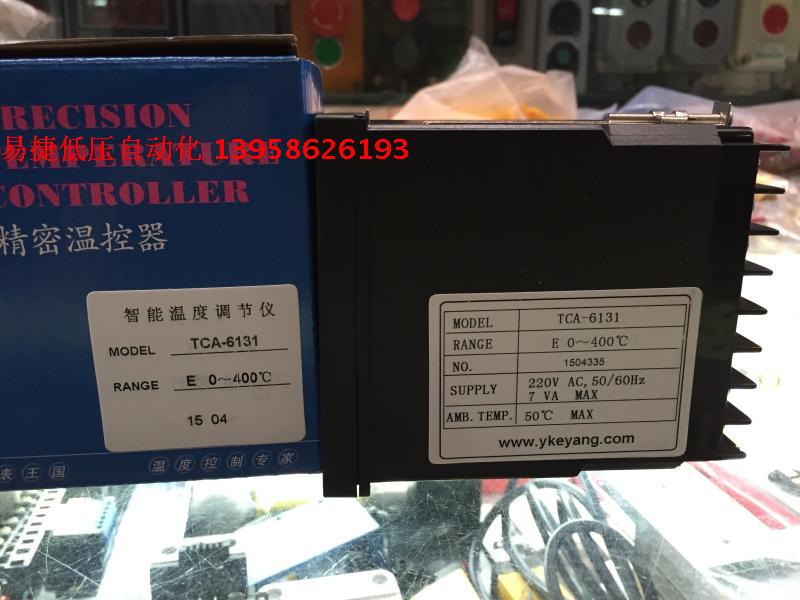 RECISION
易捷低压自动化 13958626193
EMPERATURE
CONTROLLER
精密温控器
智能温度调节仪
MODEL TCA-6131
RANGE E 0～400℃
15 04
表王国 温度控制专家
MODEL TCA-6131
RANGE E 0～400℃
NO. 1504335
SUPPLY 220V AC, 50/60Hz
7 VA MAX
AMB. TEMP. 50℃ MAX
www.ykeyang.com